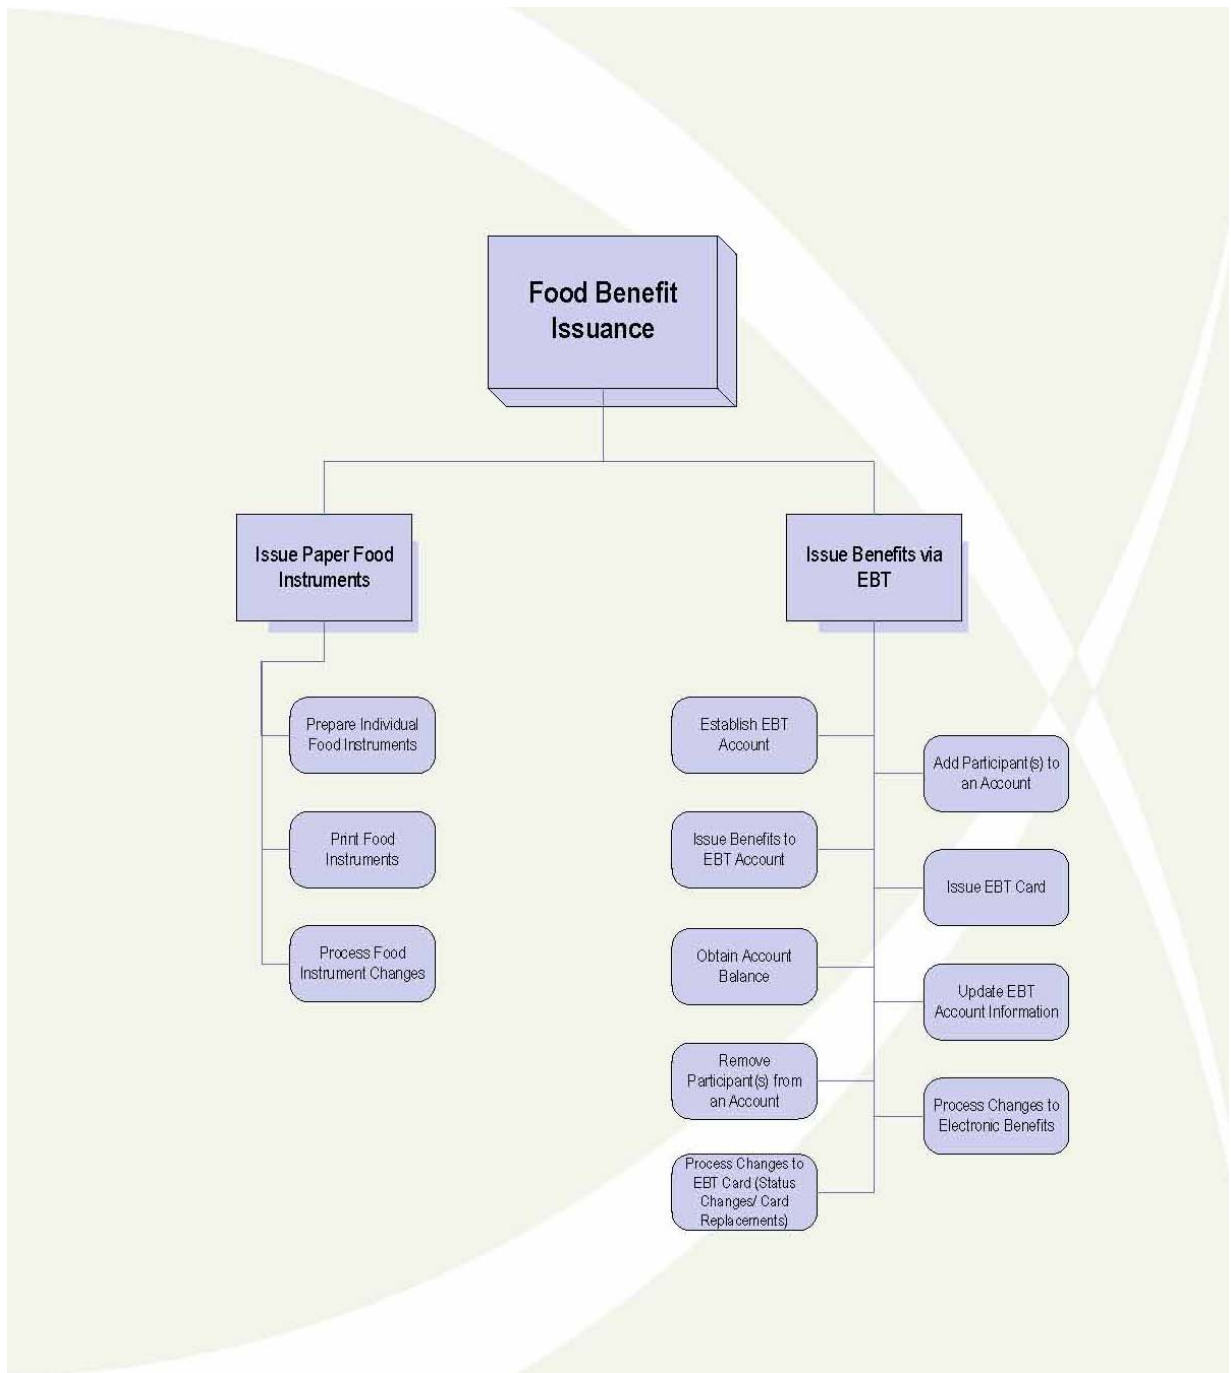 Food Benefit
Issuance
Issue Paper Food
Instruments
Issue Benefits via
EBT
Prepare Individual
Food Instruments
Print Food
Instruments
Process Food
Instrument Changes
Establish EBT
Account
Add Participant(s) to
an Account
Issue Benefits to
EBT Account
Issue EBT Card
Obtain Account
Balance
Update EBT
Account Information
Remove
Participant(s) from
an Account
Process Changes to
Electronic Benefits
Process Changes to
EBT Card (Status
Changes/ Card
Replacements)